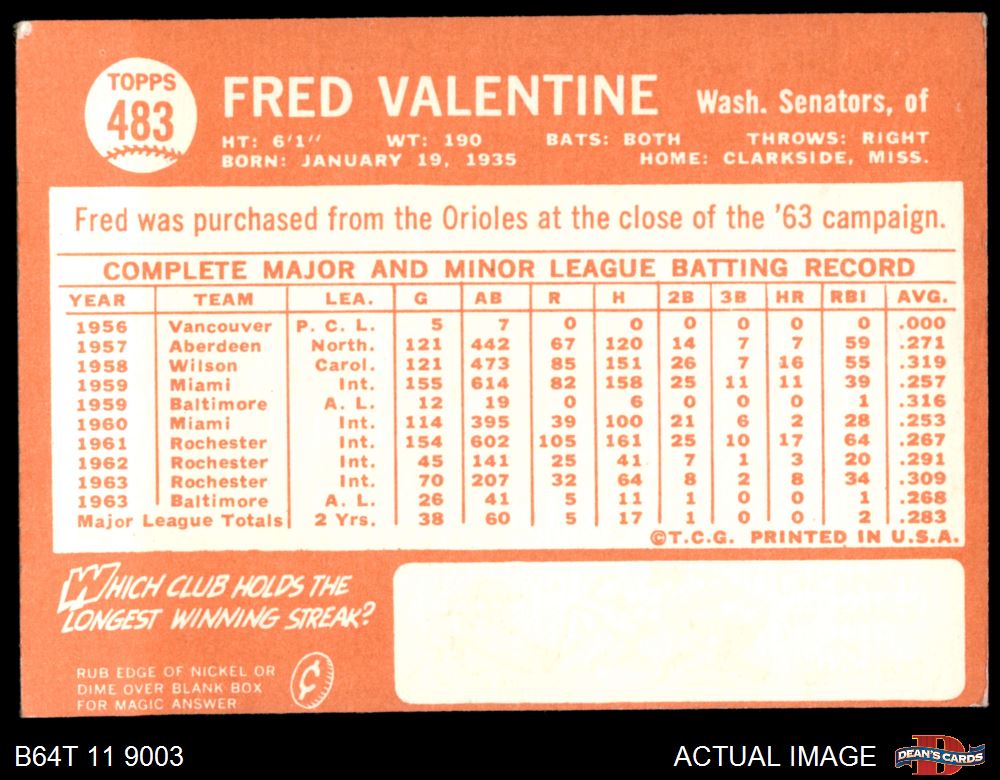 TOPPS
483
FRED VALENTINE Wash. Senators, of
HT: 6'1" WT: 190 BATS: BOTH THROWS: RIGHT
BORN: JANUARY 19, 1935 HOME: CLARKSIDE, MISS.
Fred was purchased from the Orioles at the close of the '63 campaign.
COMPLETE MAJOR AND MINOR LEAGUE BATTING RECORD
YEAR TEAM LEA. G AB R H 2B 3B HR RBI AVG.
1956 Vancouver P. C. L. 5 7 0 0 0 0 0 0 .000
1957 Aberdeen North. 121 442 67 120 14 7 7 59 .271
1958 Wilson Carol. 121 473 85 151 26 7 16 55 .319
1959 Miami Int. 155 614 82 158 25 11 11 39 .257
1959 Baltimore A. L. 12 19 0 6 0 0 0 1 .316
1960 Miami Int. 114 395 39 100 21 6 2 28 .253
1961 Rochester Int. 154 602 105 161 25 10 17 64 .267
1962 Rochester Int. 45 141 25 41 7 1 3 20 .291
1963 Rochester Int. 70 207 32 64 8 2 8 34 .309
1963 Baltimore A. L. 26 41 5 11 1 0 0 1 .268
Major League Totals 2 Yrs. 38 60 5 17 1 0 0 2 .283
©T.C.G. PRINTED IN U.S.A.
WHICH CLUB HOLDS THE
LONGEST WINNING STREAK?
RUB EDGE OF NICKEL OR
DIME OVER BLANK BOX
FOR MAGIC ANSWER
¢
B64T 11 9003 ACTUAL IMAGE DEAN'S CARDS